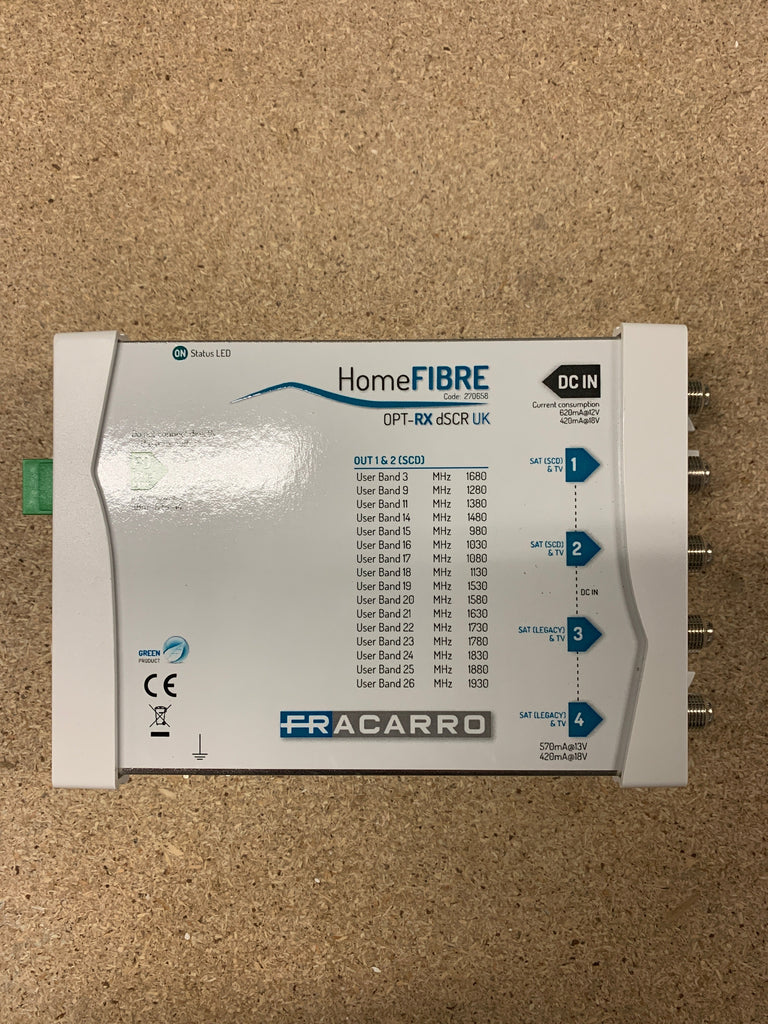 ON Status LED
HomeFIBRE
Code: 270658
OPT-RX dSCR UK
DC IN
Current consumption
620mA@12V
420mA@18V
OUT 1 & 2 (SCD)
User Band 3 MHz 1680
User Band 9 MHz 1280
User Band 11 MHz 1380
User Band 14 MHz 1480
User Band 15 MHz 980
User Band 16 MHz 1030
User Band 17 MHz 1080
User Band 18 MHz 1130
User Band 19 MHz 1530
User Band 20 MHz 1580
User Band 21 MHz 1630
User Band 22 MHz 1730
User Band 23 MHz 1780
User Band 24 MHz 1830
User Band 25 MHz 1880
User Band 26 MHz 1930
SAT (SCD)
& TV
1
SAT (SCD)
& TV
2
DC IN
SAT (LEGACY)
& TV
3
SAT (LEGACY)
& TV
4
570mA@13V
420mA@18V
GREEN
PRODUCT
CE
FRACARRO